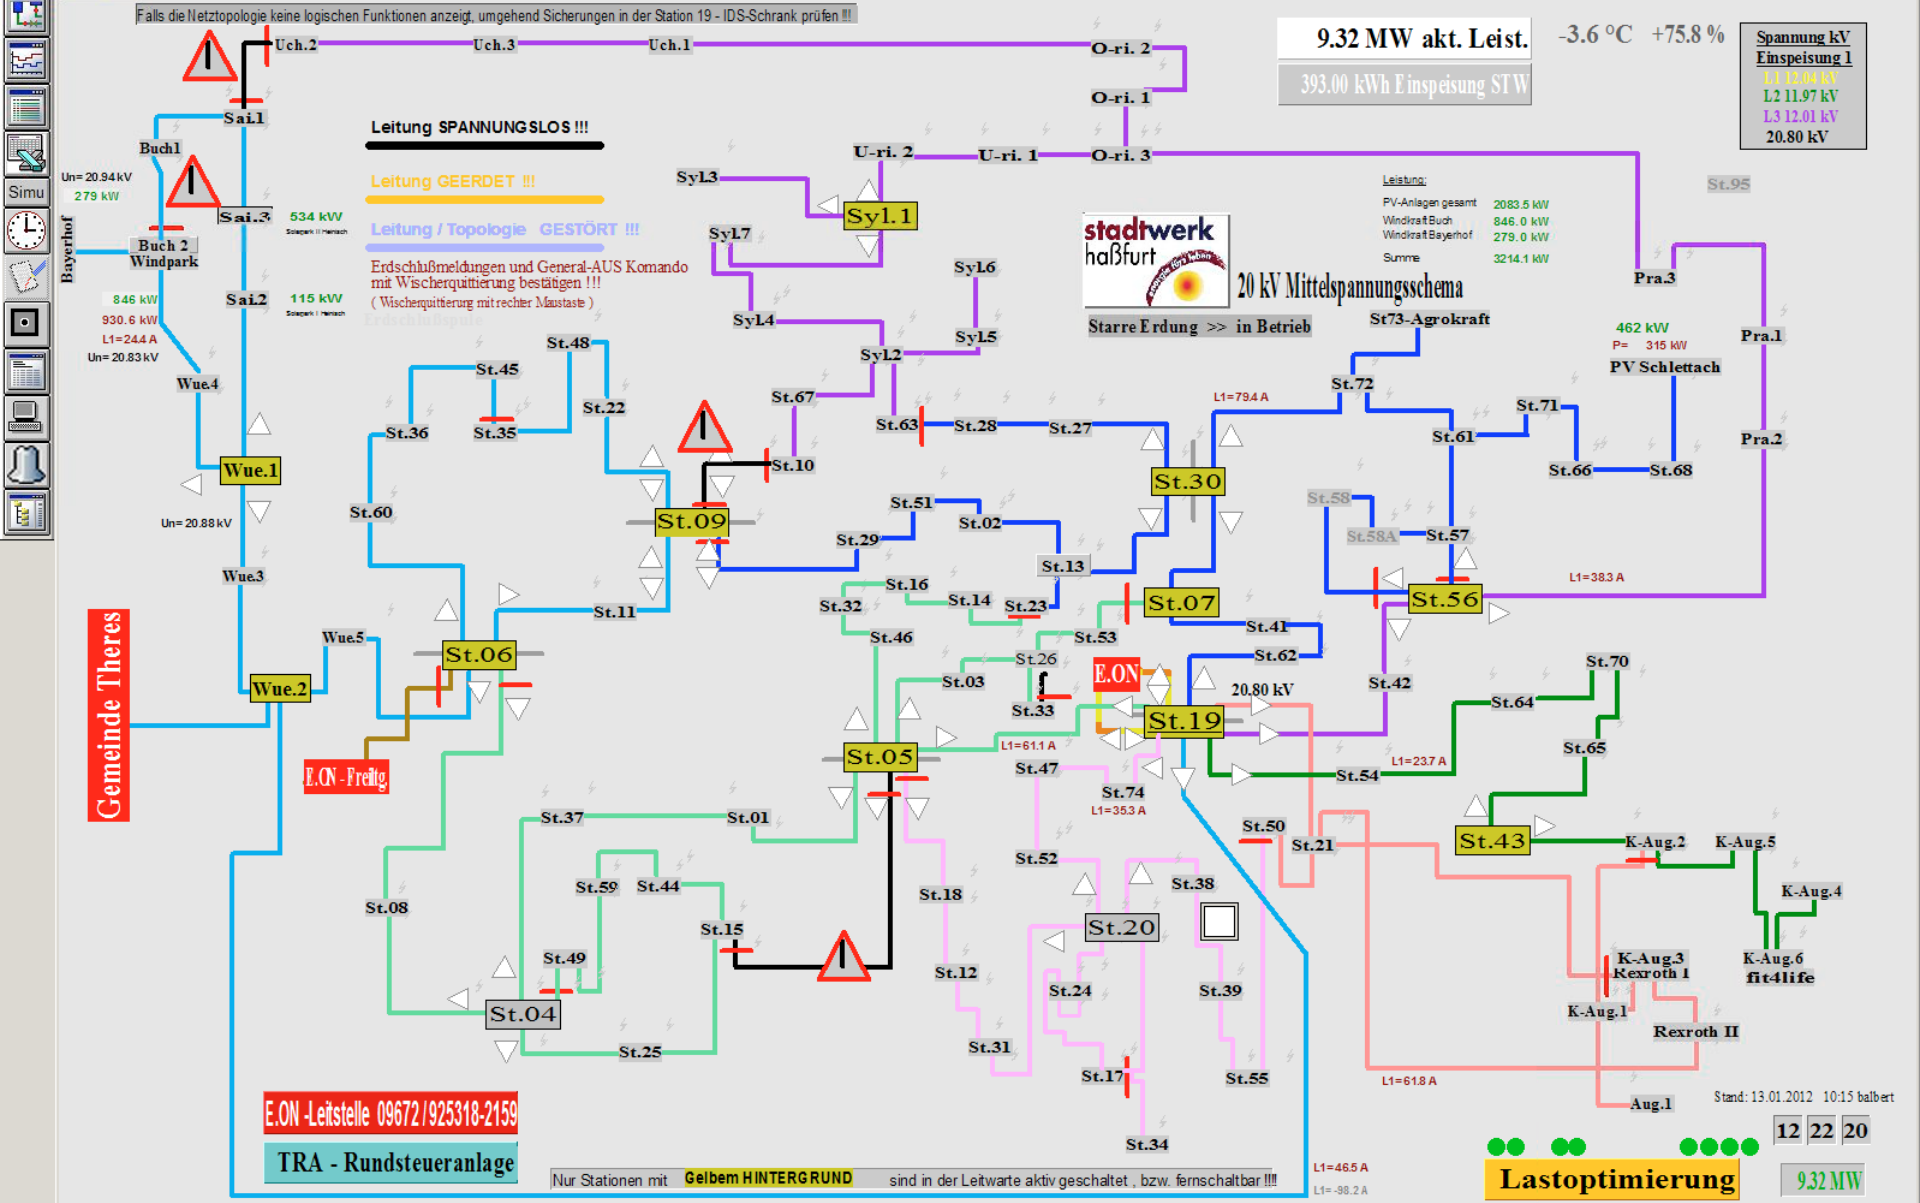 Falls die Netztopologie keine logischen Funktionen anzeigt, umgehend Sicherungen in der Station 19 - IDS-Schrank prüfen !!!
9.32 MW akt. Leist.
-3.6 °C
+75.8 %
393.00 kWh Einspeisung STW
Spannung kV
Einspeisung 1
L1 12.04 kV
L2 11.97 kV
L3 12.01 kV
20.80 kV
Simu
Uch.2
Uch.3
Uch.1
O-ri. 2
O-ri. 1
O-ri. 3
U-ri. 1
U-ri. 2
Sai.1
Buch1
Un= 20.94 kV
279 kW
Bayerhof
Sai.3
534 kW
Solarpark II Heinisch
Buch 2
Windpark
Sai.2
115 kW
Solarpark I Heinisch
846 kW
930.6 kW
L1=24.4 A
Un= 20.83 kV
Leitung SPANNUNGSLOS !!!
Leitung GEERDET !!!
Leitung / Topologie GESTÖRT !!!
Erdschlußmeldungen und General-AUS Komando
mit Wischerquittierung bestätigen !!!
( Wischerquittierung mit rechter Maustaste )
Erdschlußspule
Syl.3
Syl.1
Syl.7
Syl.6
Syl.4
Syl.5
Syl.2
stadtwerk
haßfurt
energie fürs leben
20 kV Mittelspannungsschema
Starre Erdung >> in Betrieb
Leistung:
PV-Anlagen gesamt 2083.5 kW
Windkraft Buch 846.0 kW
Windkraft Bayerhof 279.0 kW
Summe 3214.1 kW
St.95
Pra.3
Pra.1
Pra.2
St73-Agrokraft
462 kW
P= 315 kW
PV Schlettach
Wue.4
Wue.1
Un= 20.88 kV
Wue.3
Wue.5
Wue.2
Gemeinde Theres
St.48
St.45
St.22
St.36
St.35
St.60
St.67
St.63
St.28
St.27
St.10
St.09
St.30
L1=79.4 A
St.72
St.71
St.61
St.66
St.68
St.58
St.58A
St.57
St.51
St.02
St.29
St.13
St.56
L1=38.3 A
St.16
St.32
St.14
St.23
St.07
St.46
St.53
St.41
St.11
St.06
St.26
St.62
St.03
St.33
E.ON
20.80 kV
St.42
St.19
St.70
St.64
St.65
E.ON - Freiltg.
St.05
L1=61.1 A
St.47
St.74
L1=35.3 A
St.54
L1=23.7 A
St.37
St.01
St.50
St.21
St.43
K-Aug.2
K-Aug.5
St.52
St.59
St.44
St.18
St.38
K-Aug.4
St.08
St.15
St.20
St.49
St.12
St.24
St.39
K-Aug.3
Rexroth I
K-Aug.6
fit4life
St.04
K-Aug.1
Rexroth II
St.25
St.31
St.17
St.55
L1=61.8 A
Aug.1
St.34
Stand: 13.01.2012 10:15 balbert
E.ON -Leitstelle 09672 / 925318-2159
TRA - Rundsteueranlage
Nur Stationen mit Gelbem HINTERGRUND sind in der Leitwarte aktiv geschaltet , bzw. fernschaltbar !!!!
L1=46.5 A
L1= -98.2 A
12 22 20
Lastoptimierung
9.32 MW